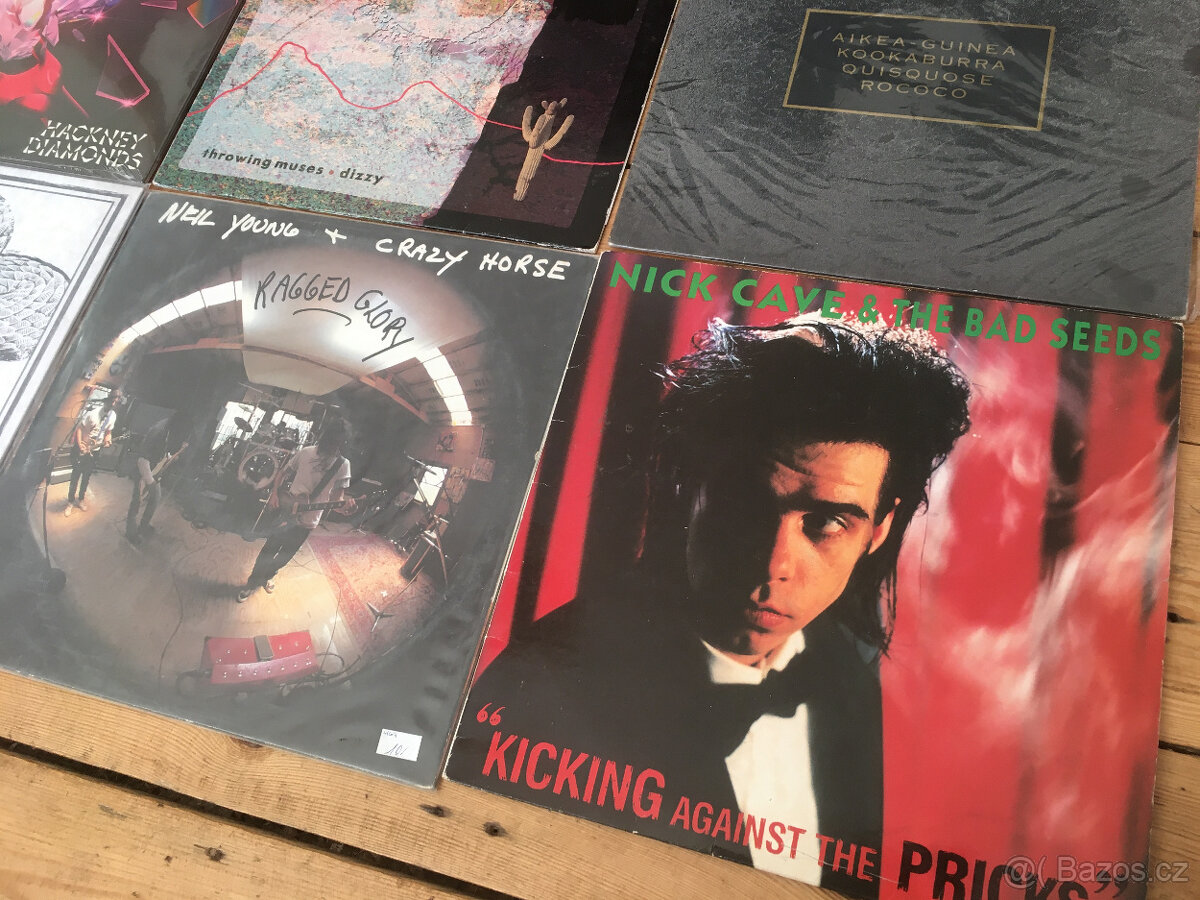 HACKNEY
DIAMONDS
throwing muses • dizzy
AIKEA-GUINEA
KOOKABURRA
QUISQUOSE
ROCOCO
NEIL YOUNG + CRAZY HORSE
RAGGED GLORY
NICK CAVE & THE BAD SEEDS
“KICKING AGAINST THE PRICKS”
Bazos.cz